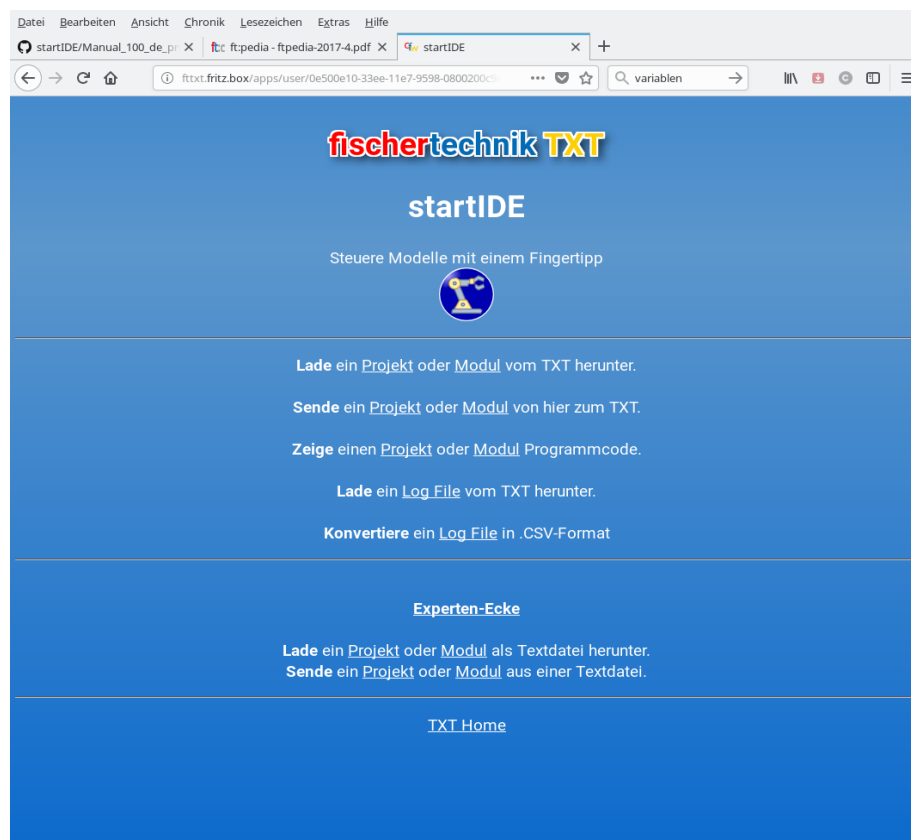 Datei Bearbeiten Ansicht Chronik Lesezeichen Extras Hilfe
startIDE/Manual_100_de_pr ft:pedia - ftpedia-2017-4.pdf startIDE
fttxt.fritz.box/apps/user/0e500e10-33ee-11e7-9598-0800200c variablen
fischertechnik TXT
startIDE
Steuere Modelle mit einem Fingertipp
Lade ein Projekt oder Modul vom TXT herunter.
Sende ein Projekt oder Modul von hier zum TXT.
Zeige einen Projekt oder Modul Programmcode.
Lade ein Log File vom TXT herunter.
Konvertiere ein Log File in .CSV-Format
Experten-Ecke
Lade ein Projekt oder Modul als Textdatei herunter.
Sende ein Projekt oder Modul aus einer Textdatei.
TXT Home